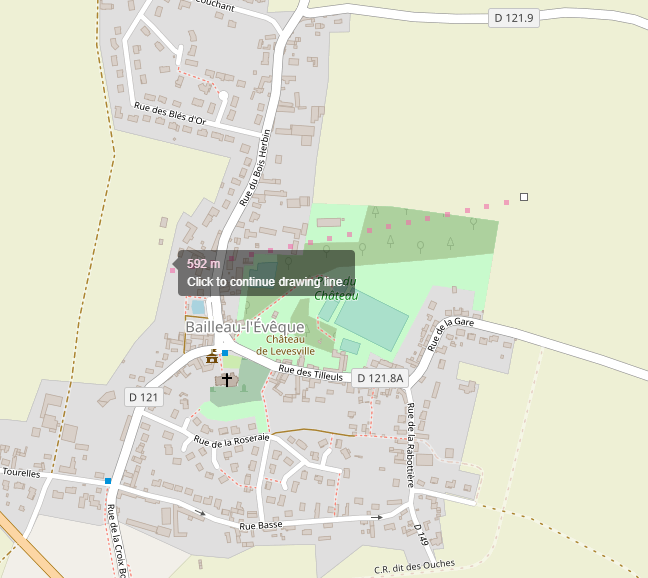 Couchant
D 121.9
Rue des Blés d'Or
Rue du Bois Herbin
592 m
Click to continue drawing line.
du
Château
Bailleau-l'Évêque
Château
de Levesville
Rue de la Gare
Rue des Tilleuls
D 121.8A
D 121
Rue de la Roseraie
Rue de la Rabottière
Tourelles
Rue Basse
Rue de la Croix
D 149
C.R. dit des Ouches